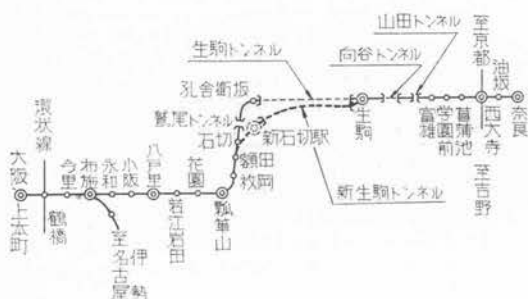 生駒トンネル
向谷トンネル
山田トンネル
至京都
油阪
孔舎衛坂
鷲尾トンネル
石切
新石切駅
額田
枚岡
生駒
富雄
学園前
菖蒲池
西大寺
奈良
至吉野
新生駒トンネル
環状線
大阪上本町
鶴橋
今里
布施
永和
小阪
八戸里
花園
若江岩田
瓢箪山
至名古屋
伊勢